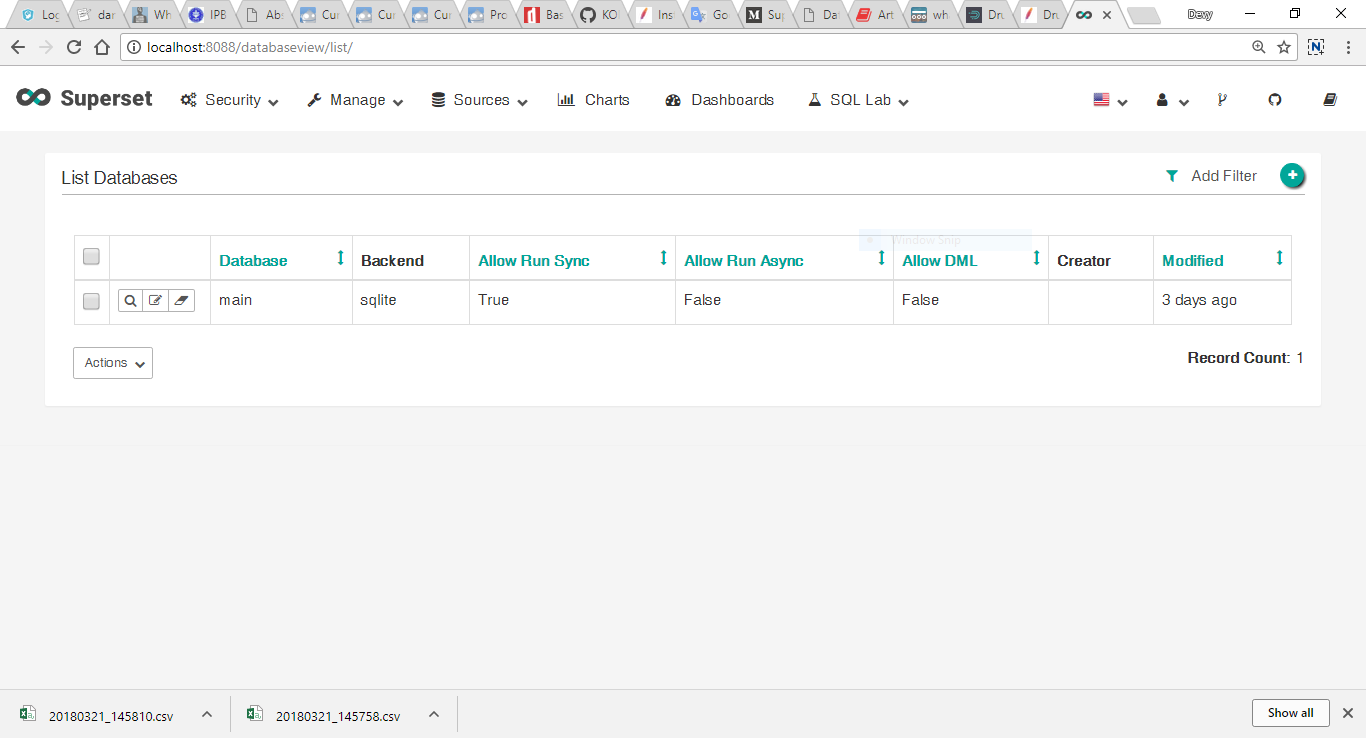 Log dar Wh IPB Abs Cur Cur Cur Pro Bas KO Ins Go Sup Da Art wh Dru Dru Devy
localhost:8088/databaseview/list/
Superset Security Manage Sources Charts Dashboards SQL Lab
List Databases Add Filter
Window Snip
Database Backend Allow Run Sync Allow Run Async Allow DML Creator Modified
main sqlite True False False 3 days ago
Actions Record Count: 1
20180321_145810.csv 20180321_145758.csv Show all